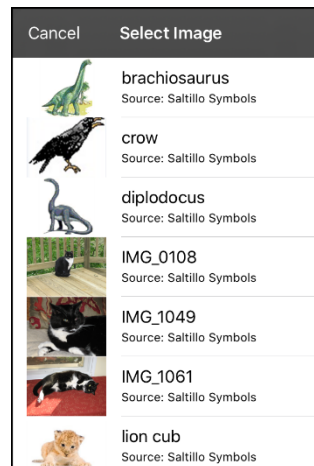 Cancel Select Image
brachiosaurus
Source: Saltillo Symbols
crow
Source: Saltillo Symbols
diplodocus
Source: Saltillo Symbols
IMG_0108
Source: Saltillo Symbols
IMG_1049
Source: Saltillo Symbols
IMG_1061
Source: Saltillo Symbols
lion cub
Source: Saltillo Symbols